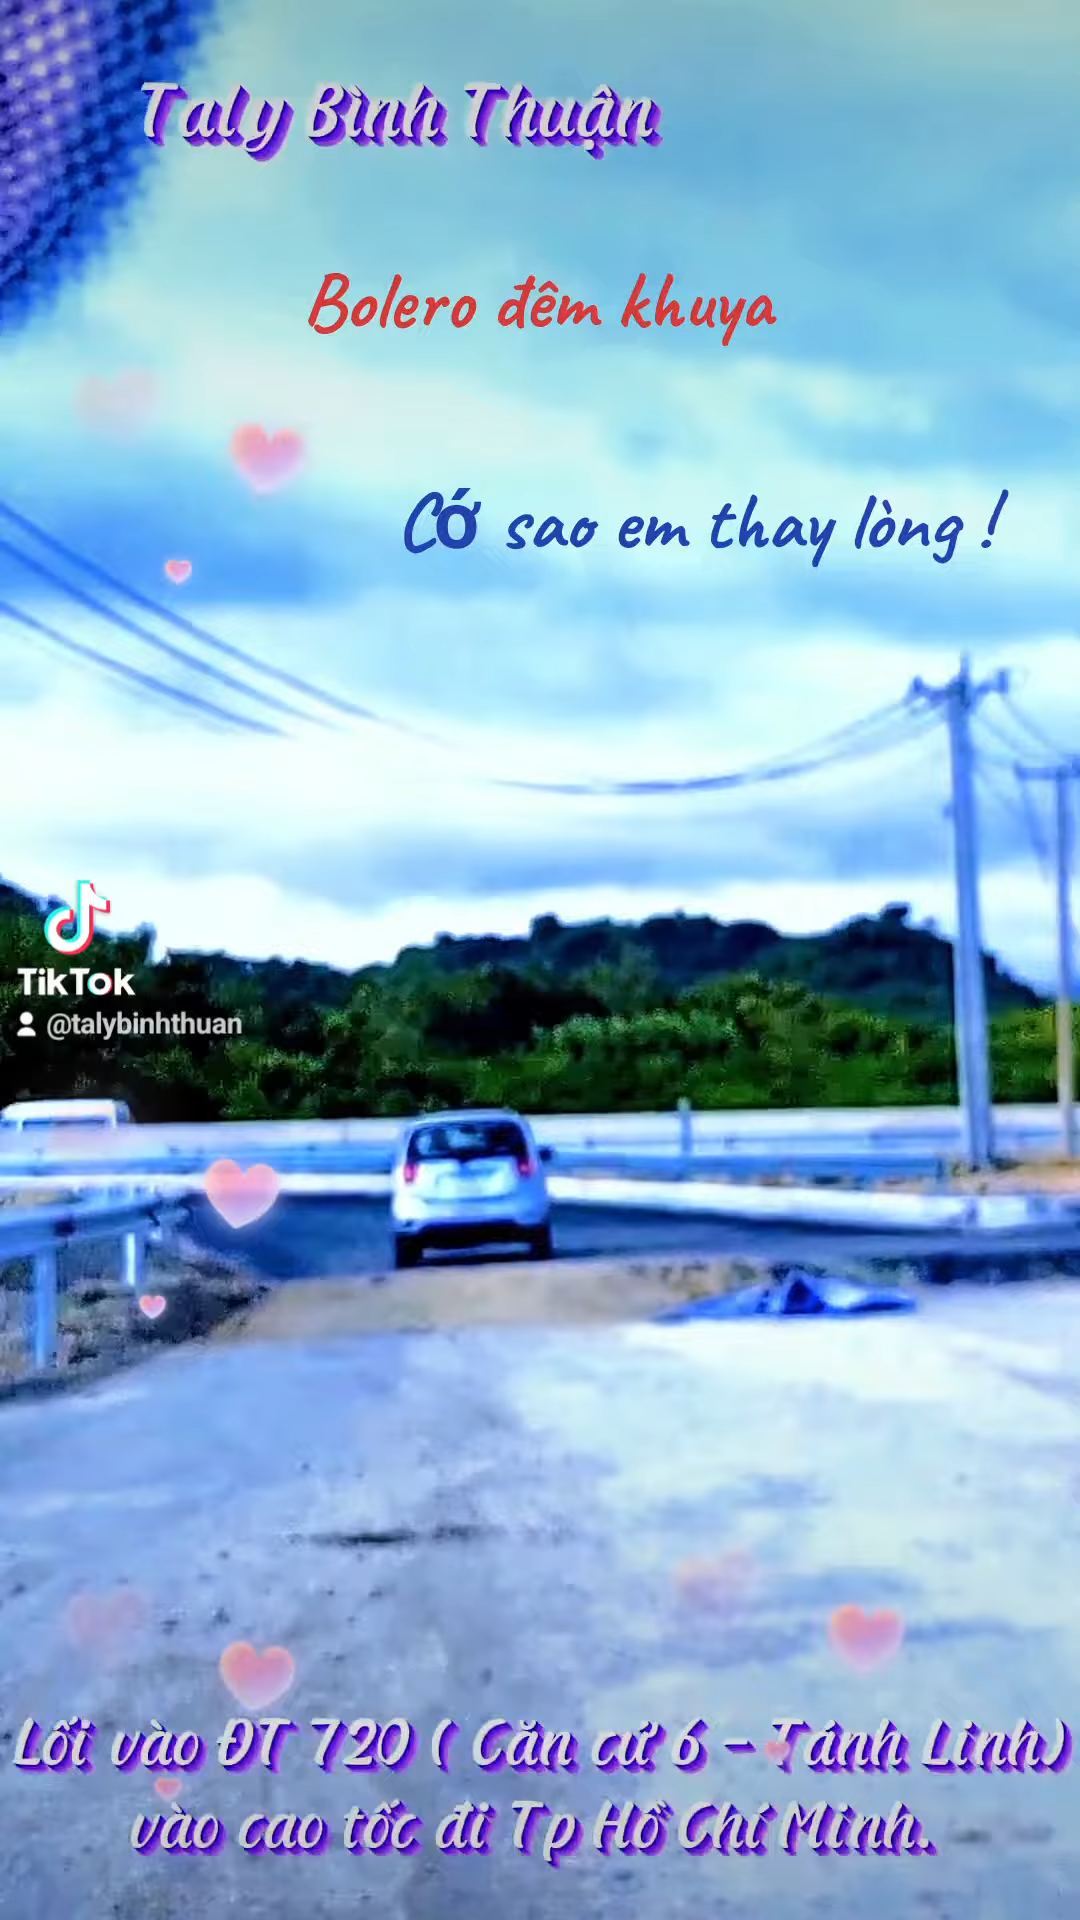 Taly Bình Thuận
Bolero đêm khuya
Cớ sao em thay lòng !
TikTok
@talybinhthuan
Lối vào ĐT 720 ( Căn cứ 6 - Tánh Linh)
vào cao tốc đi Tp Hồ Chí Minh.